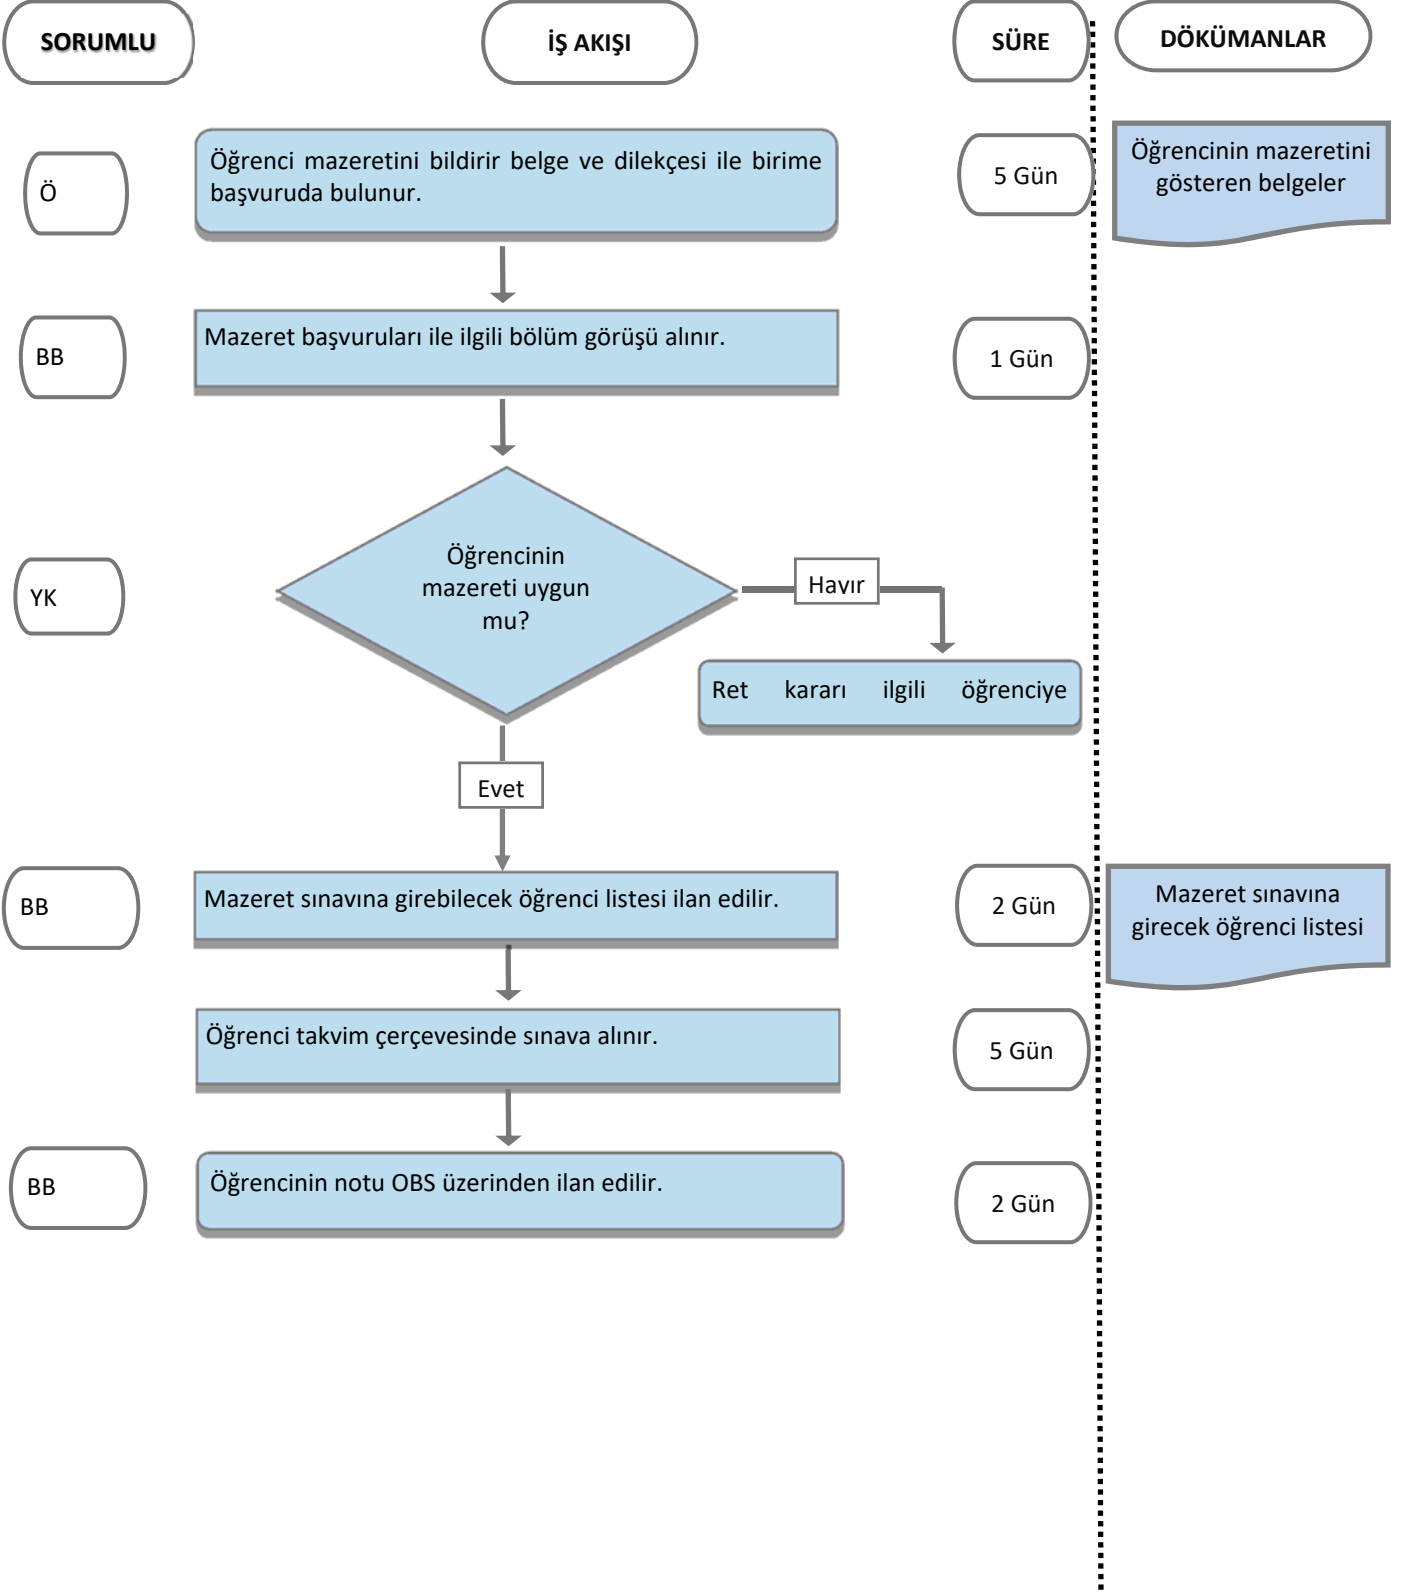 SORUMLU
İŞ AKIŞI
SÜRE
DÖKÜMANLAR
Ö
Öğrenci mazeretini bildirir belge ve dilekçesi ile birime
başvuruda bulunur.
5 Gün
Öğrencinin mazeretini
gösteren belgeler
BB
Mazeret başvuruları ile ilgili bölüm görüşü alınır.
1 Gün
YK
Öğrencinin
mazereti uygun
mu?
Havır
Ret kararı ilgili öğrenciye
Evet
BB
Mazeret sınavına girebilecek öğrenci listesi ilan edilir.
2 Gün
Mazeret sınavına
girecek öğrenci listesi
Öğrenci takvim çerçevesinde sınava alınır.
5 Gün
BB
Öğrencinin notu OBS üzerinden ilan edilir.
2 Gün